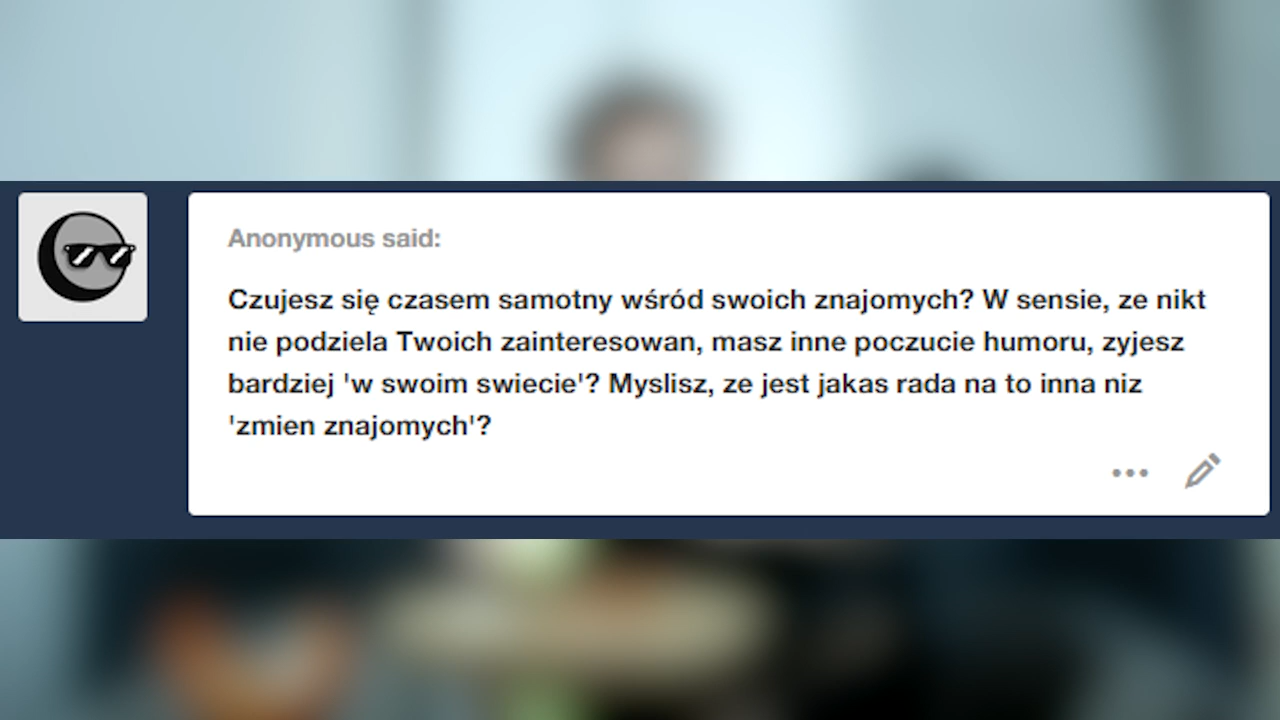 Anonymous said:
Czujesz się czasem samotny wśród swoich znajomych? W sensie, ze nikt
nie podziela Twoich zainteresowan, masz inne poczucie humoru, zyjesz
bardziej 'w swoim swiecie'? Myslisz, ze jest jakas rada na to inna niz
'zmien znajomych'?